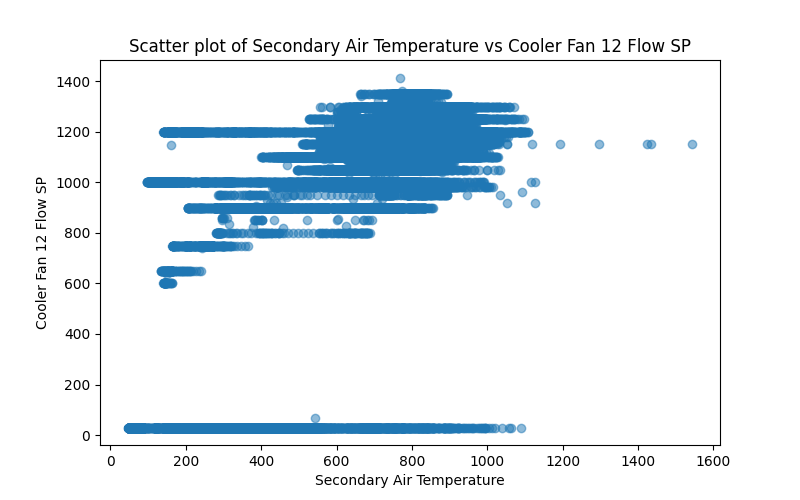 Scatter plot of Secondary Air Temperature vs Cooler Fan 12 Flow SP
Cooler Fan 12 Flow SP
1400
1200
1000
800
600
400
200
0
0 200 400 600 800 1000 1200 1400 1600
Secondary Air Temperature